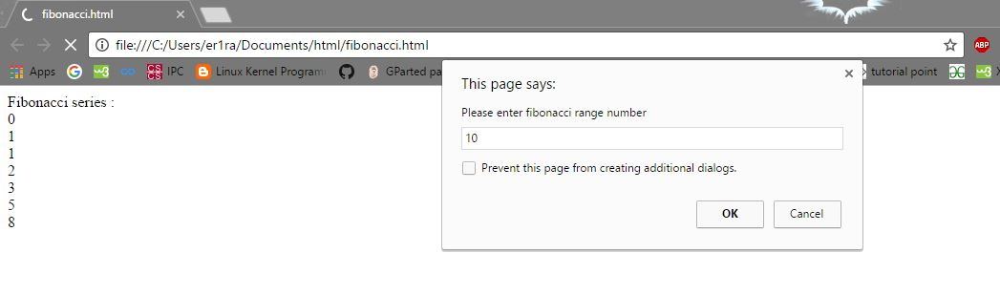 fibonacci.html
file:///C:/Users/er1ra/Documents/html/fibonacci.html
ABP
Apps
IPC
Linux Kernel Program
GParted pa
tutorial point
Fibonacci series :
0
1
1
2
3
5
8
This page says:
Please enter fibonacci range number
10
Prevent this page from creating additional dialogs.
OK
Cancel